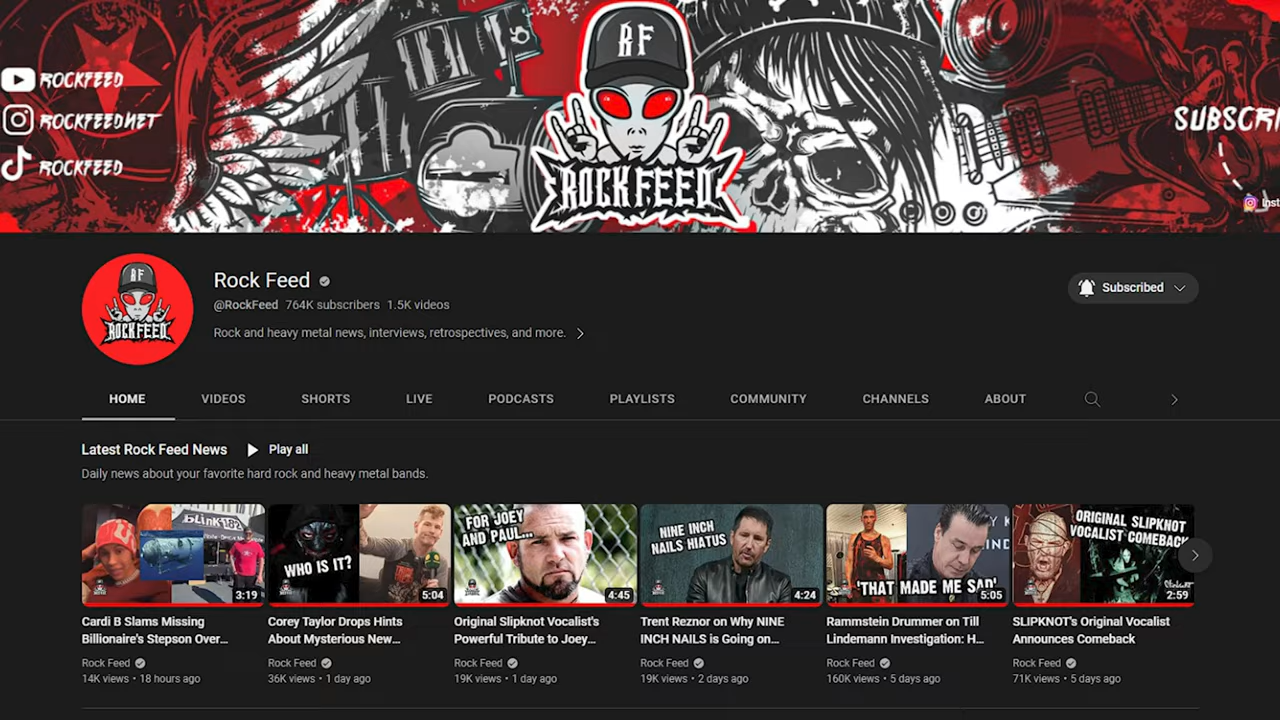 BF
ROCKFEED
ROCKFEEDNET
ROCKFEED
ROCKFEED
SUBSCRI
Inst
BF
ROCKFEED
Rock Feed
@RockFeed 764K subscribers 1.5K videos
Rock and heavy metal news, interviews, retrospectives, and more.
Subscribed
HOME VIDEOS SHORTS LIVE PODCASTS PLAYLISTS COMMUNITY CHANNELS ABOUT
Latest Rock Feed News Play all
Daily news about your favorite hard rock and heavy metal bands.
blink-182
3:19
WHO IS IT?
5:04
FOR JOEY
AND PAUL...
4:45
NINE INCH
NAILS HIATUS
4:24
'THAT MADE ME SAD'
5:05
ORIGINAL SLIPKNOT
VOCALIST COMEBACK
Slipknot
2:59
Cardi B Slams Missing
Billionaire's Stepson Over...
Rock Feed
14K views • 18 hours ago
Corey Taylor Drops Hints
About Mysterious New...
Rock Feed
36K views • 1 day ago
Original Slipknot Vocalist's
Powerful Tribute to Joey...
Rock Feed
19K views • 1 day ago
Trent Reznor on Why NINE
INCH NAILS is Going on...
Rock Feed
19K views • 2 days ago
Rammstein Drummer on Till
Lindemann Investigation: H...
Rock Feed
160K views • 5 days ago
SLIPKNOT's Original Vocalist
Announces Comeback
Rock Feed
71K views • 5 days ago